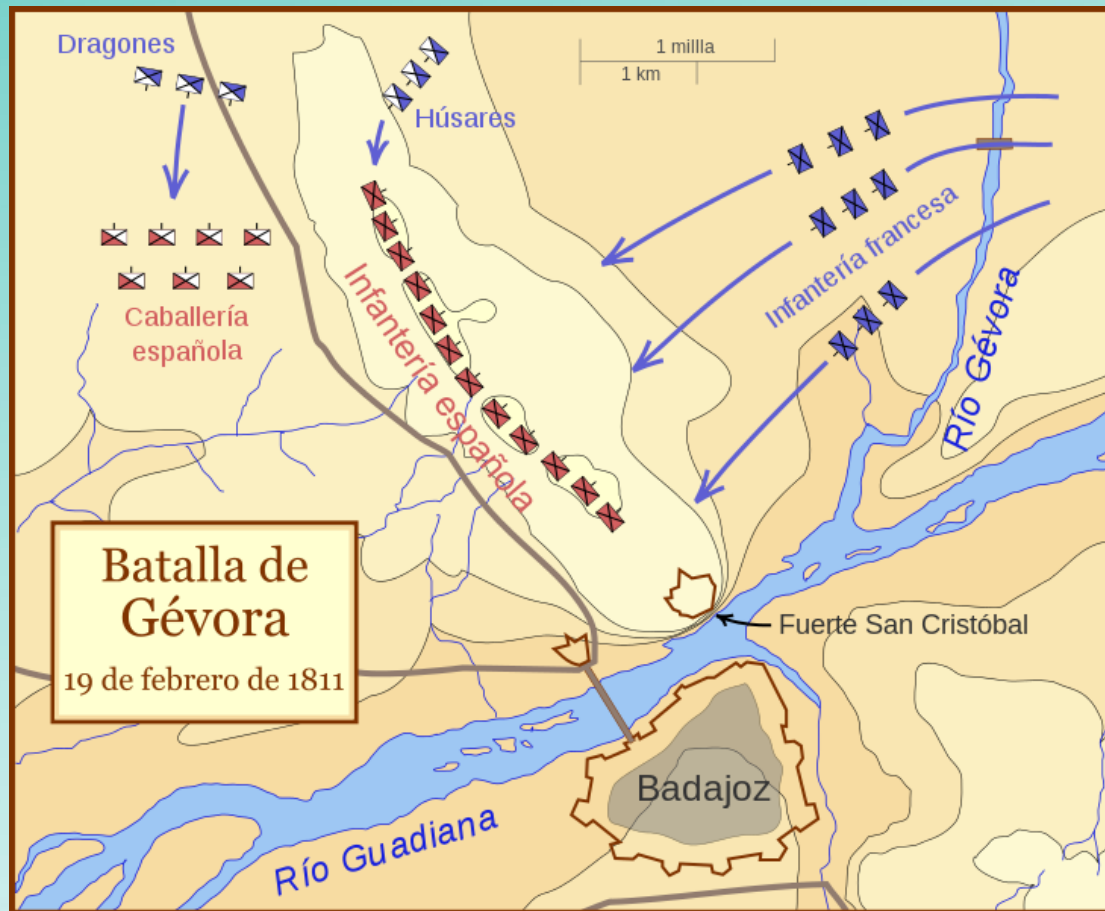 Dragones
Húsares
1 millla
1 km
Infantería francesa
Río Gévora
Caballería
española
Infantería española
Batalla de
Gévora
19 de febrero de 1811
Fuerte San Cristóbal
Badajoz
Río Guadiana